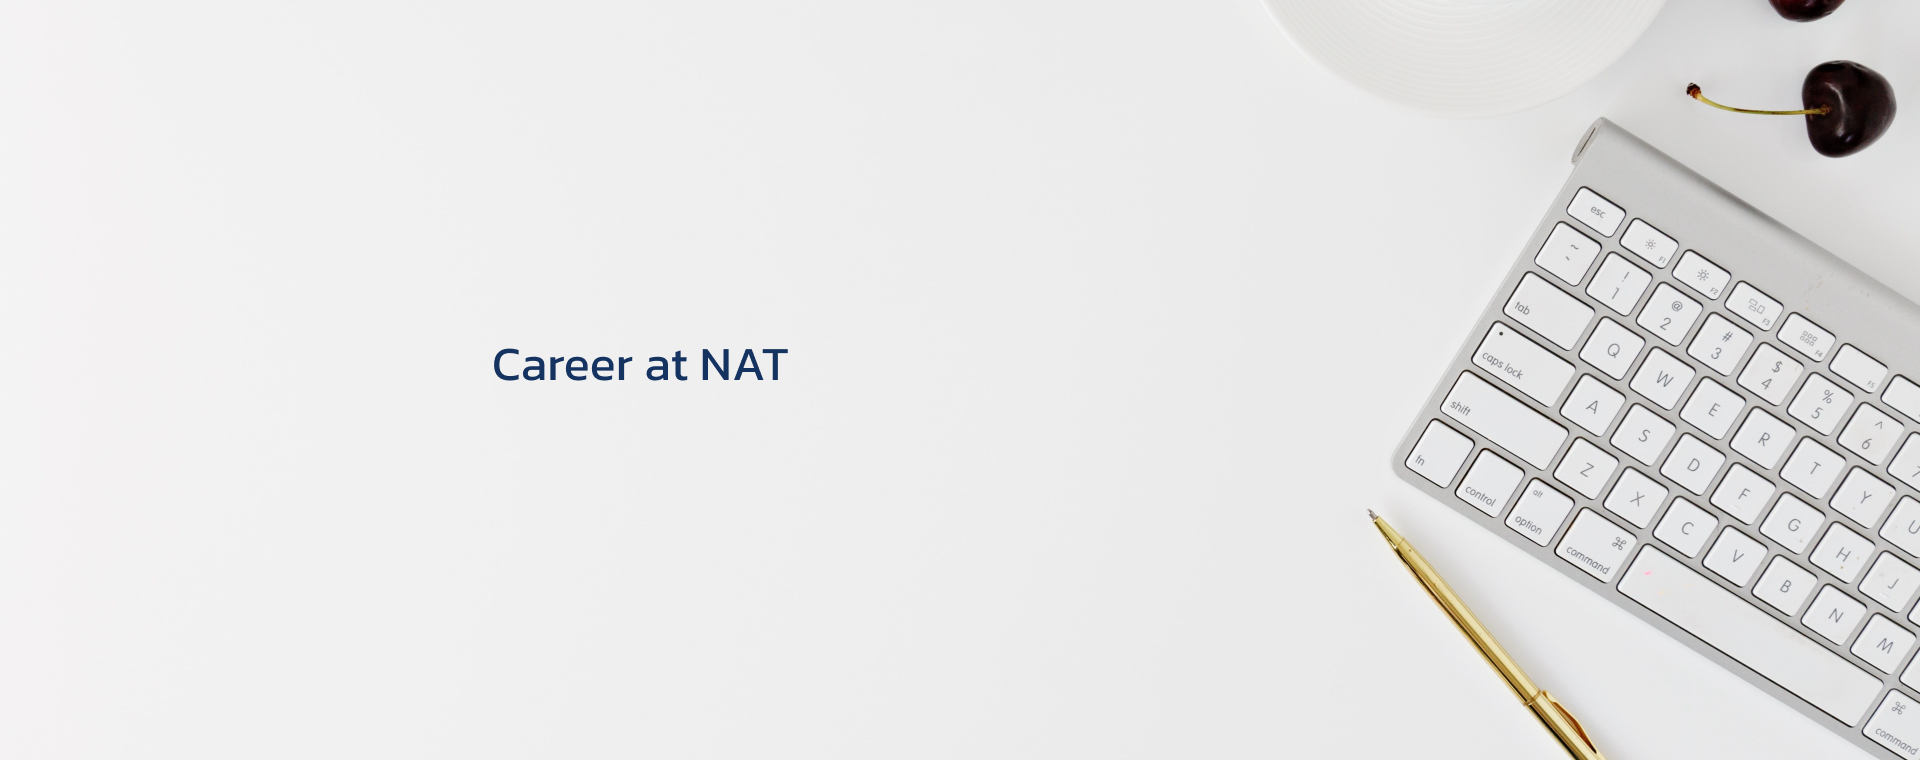 Career at NAT
esc
F1
F2
F3
F4
F5
~
`
! 1
@ 2
# 3
$ 4
% 5
^ 6
7
tab
Q W E R T Y U
caps lock
A S D F G H J
shift
Z X C V B N M
fn
control
alt option
⌘ command
⌘ command